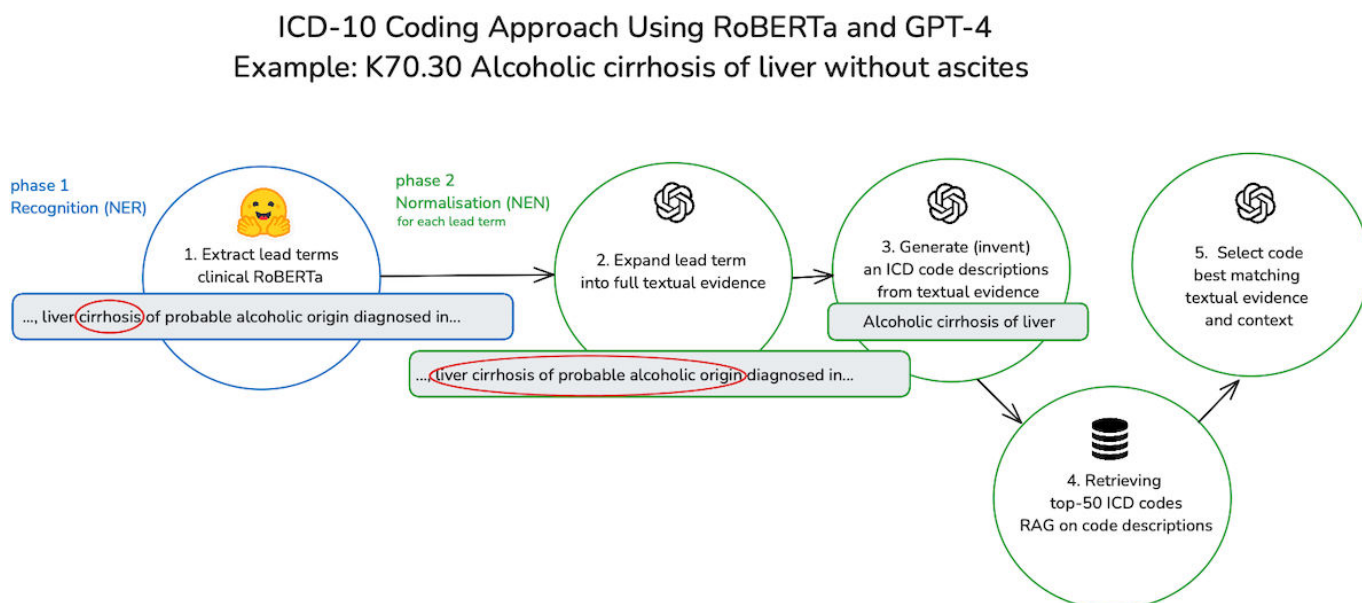 ICD-10 Coding Approach Using RoBERTa and GPT-4
Example: K70.30 Alcoholic cirrhosis of liver without ascites
phase 1
Recognition (NER)
1. Extract lead terms
clinical RoBERTa
..., liver cirrhosis of probable alcoholic origin diagnosed in...
phase 2
Normalisation (NEN)
for each lead term
2. Expand lead term
into full textual evidence
..., liver cirrhosis of probable alcoholic origin diagnosed in...
3. Generate (invent)
an ICD code descriptions
from textual evidence
Alcoholic cirrhosis of liver
4. Retrieving
top-50 ICD codes
RAG on code descriptions
5. Select code
best matching
textual evidence
and context